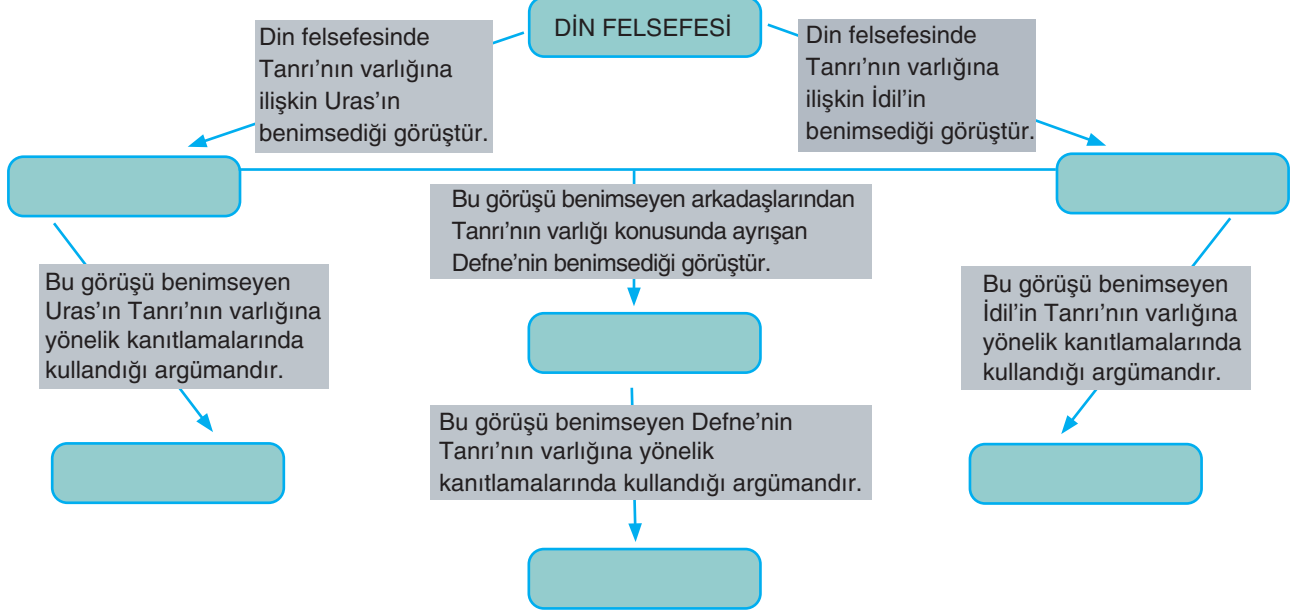 DİN FELSEFESİ
Din felsefesinde
Tanrı’nın varlığına
ilişkin Uras’ın
benimsediği görüştür.
Din felsefesinde
Tanrı’nın varlığına
ilişkin İdil’in
benimsediği görüştür.
Bu görüşü benimseyen arkadaşlarından
Tanrı’nın varlığı konusunda ayrışan
Defne’nin benimsediği görüştür.
Bu görüşü benimseyen
Uras’ın Tanrı’nın varlığına
yönelik kanıtlamalarında
kullandığı argümandır.
Bu görüşü benimseyen
İdil’in Tanrı’nın varlığına
yönelik kanıtlamalarında
kullandığı argümandır.
Bu görüşü benimseyen Defne’nin
Tanrı’nın varlığına yönelik
kanıtlamalarında kullandığı argümandır.